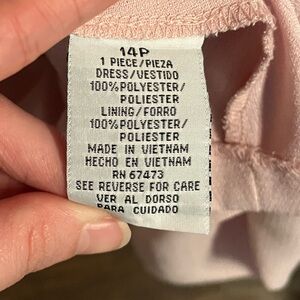 14P
1 PIECE/PIEZA
DRESS/VESTIDO
100%POLYESTER/
POLIESTER
LINING/FORRO
100%POLYESTER/
POLIESTER
MADE IN VIETNAM
HECHO EN VIETNAM
RN 67473
SEE REVERSE FOR CARE
VER AL DORSO
PARA CUIDADO